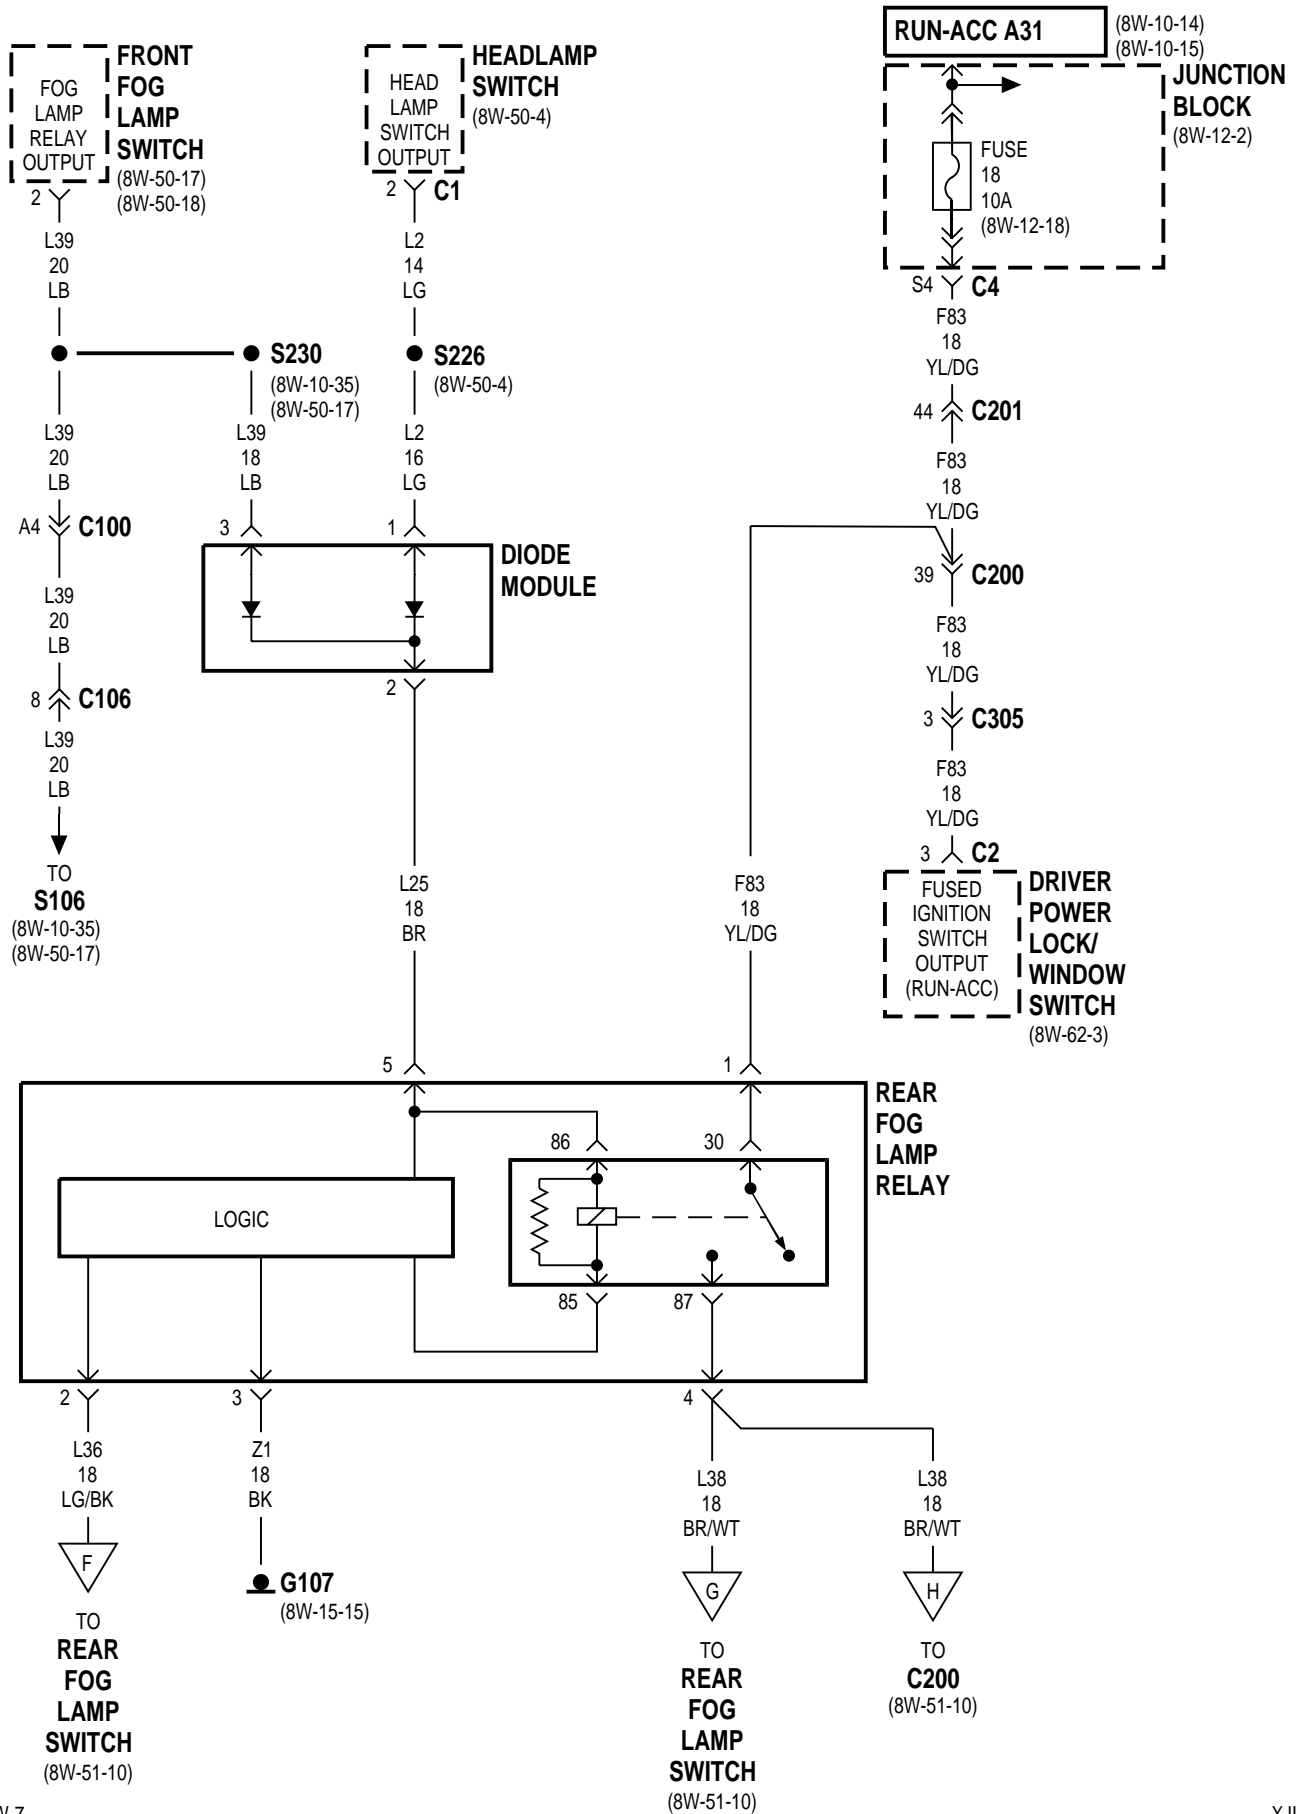 RUN-ACC A31
(8W-10-14)
(8W-10-15)
FRONT
FOG
LAMP
SWITCH
(8W-50-17)
(8W-50-18)
FOG
LAMP
RELAY
OUTPUT
2
HEADLAMP
SWITCH
(8W-50-4)
HEAD
LAMP
SWITCH
OUTPUT
2
C1
JUNCTION
BLOCK
(8W-12-2)
FUSE
18
10A
(8W-12-18)
S4
C4
L39
20
LB
L2
14
LG
F83
18
YL/DG
S230
(8W-10-35)
(8W-50-17)
S226
(8W-50-4)
44
C201
L39
20
LB
L39
18
LB
L2
16
LG
F83
18
YL/DG
A4
C100
3
1
DIODE
MODULE
39
C200
L39
20
LB
F83
18
YL/DG
8
C106
2
3
C305
L39
20
LB
F83
18
YL/DG
TO
S106
(8W-10-35)
(8W-50-17)
3
C2
FUSED
IGNITION
SWITCH
OUTPUT
(RUN-ACC)
DRIVER
POWER
LOCK/
WINDOW
SWITCH
(8W-62-3)
L25
18
BR
F83
18
YL/DG
5
1
REAR
FOG
LAMP
RELAY
86
30
LOGIC
85
87
2
3
4
L36
18
LG/BK
Z1
18
BK
L38
18
BR/WT
L38
18
BR/WT
F
G107
(8W-15-15)
G
H
TO
REAR
FOG
LAMP
SWITCH
(8W-51-10)
TO
REAR
FOG
LAMP
SWITCH
(8W-51-10)
TO
C200
(8W-51-10)